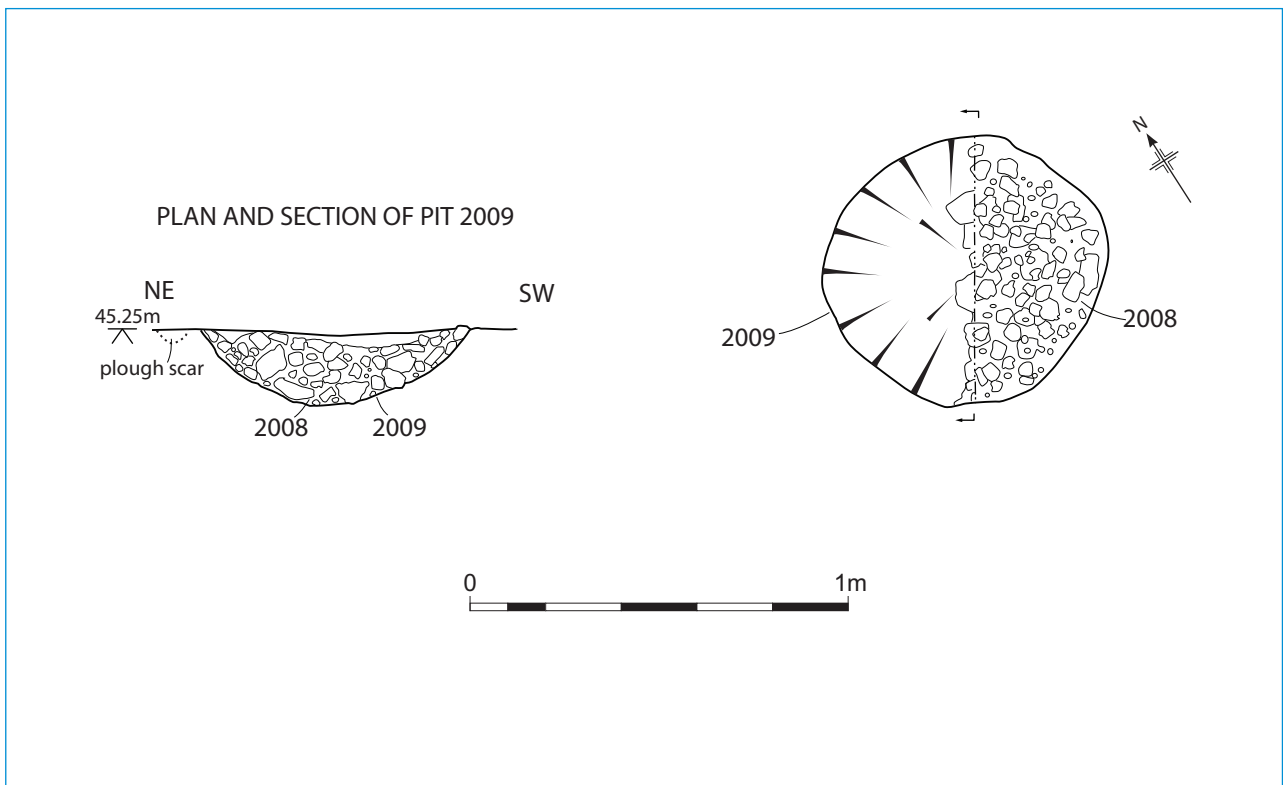 PLAN AND SECTION OF PIT 2009
NE
SW
45.25m
plough scar
2008
2009
N
2009
2008
0
1m